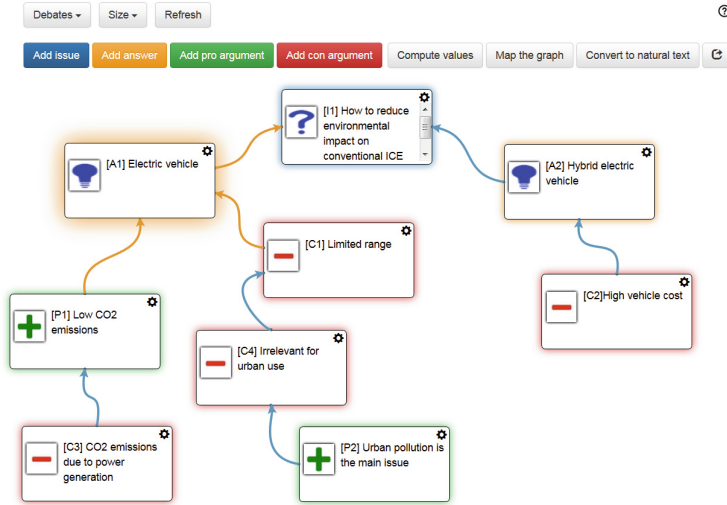 Debates Size Refresh
Add issue Add answer Add pro argument Add con argument Compute values Map the graph Convert to natural text
[I1] How to reduce
environmental
impact on
conventional ICE
[A1] Electric vehicle
[A2] Hybrid electric
vehicle
[C1] Limited range
[C2]High vehicle cost
[P1] Low CO2
emissions
[C4] Irrelevant for
urban use
[C3] CO2 emissions
due to power
generation
[P2] Urban pollution is
the main issue